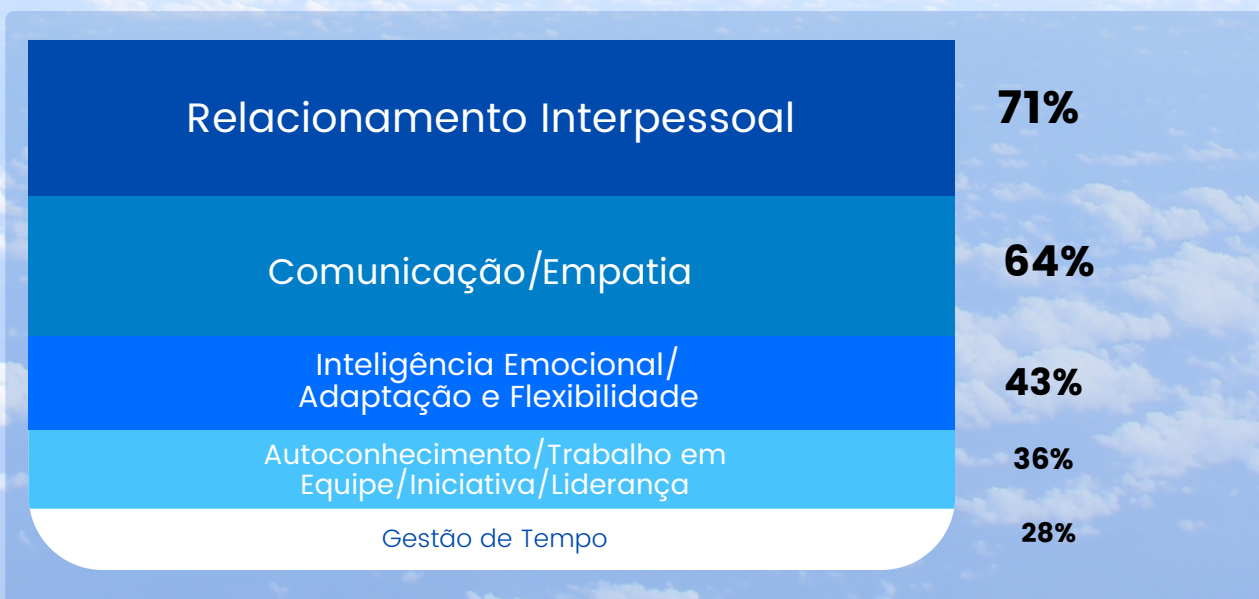 Relacionamento Interpessoal
71%
Comunicação/Empatia
64%
Inteligência Emocional/
Adaptação e Flexibilidade
43%
Autoconhecimento/Trabalho em
Equipe/Iniciativa/Liderança
36%
Gestão de Tempo
28%